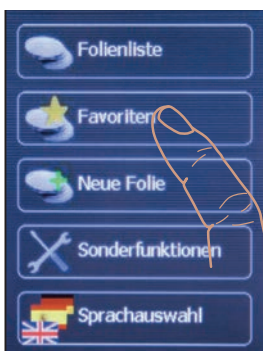 Folienliste
Favoriten
Neue Folie
Sonderfunktionen
Sprachauswahl